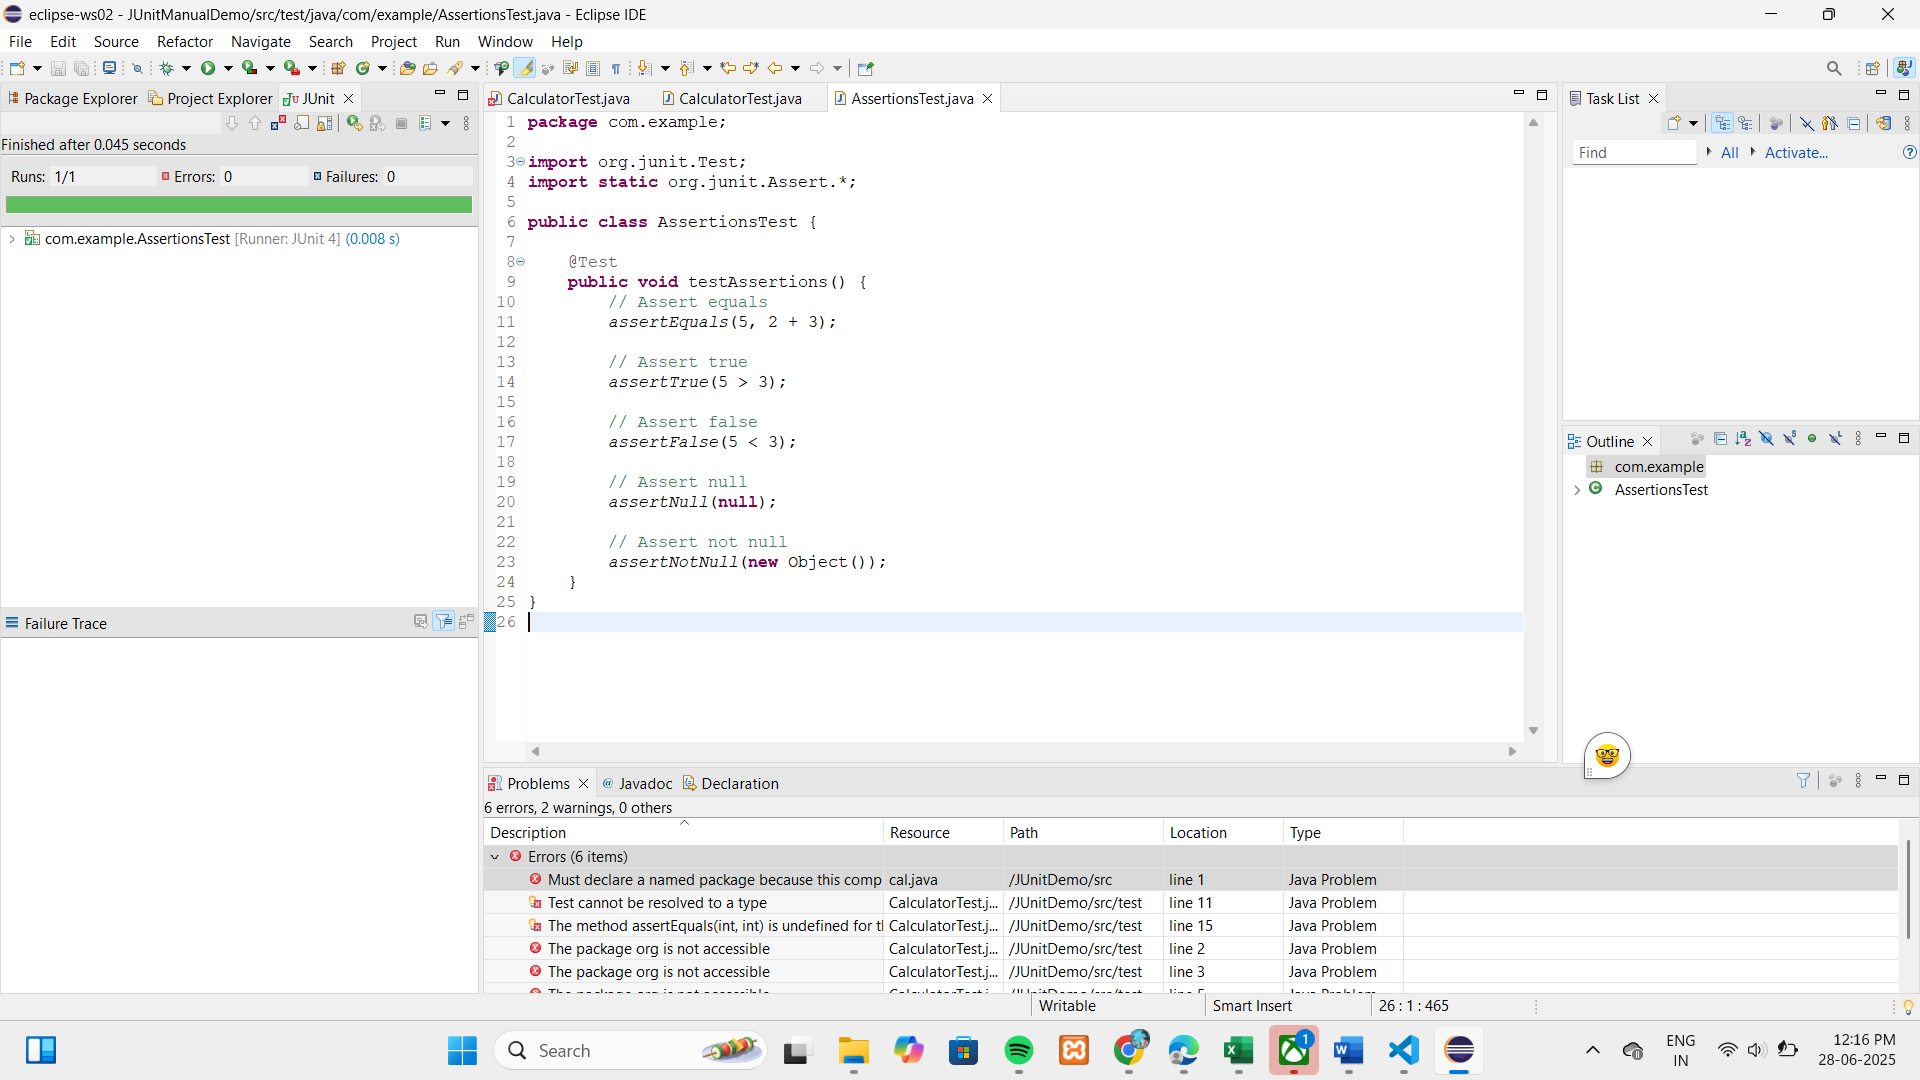 eclipse-ws02 - JUnitManualDemo/src/test/java/com/example/AssertionsTest.java - Eclipse IDE
File Edit Source Refactor Navigate Search Project Run Window Help
Package Explorer Project Explorer JUnit
Finished after 0.045 seconds
Runs: 1/1 Errors: 0 Failures: 0
com.example.AssertionsTest [Runner: JUnit 4] (0.008 s)
Failure Trace
CalculatorTest.java CalculatorTest.java AssertionsTest.java
1 package com.example;
2
3 import org.junit.Test;
4 import static org.junit.Assert.*;
5
6 public class AssertionsTest {
7
8 @Test
9 public void testAssertions() {
10 // Assert equals
11 assertEquals(5, 2 + 3);
12
13 // Assert true
14 assertTrue(5 > 3);
15
16 // Assert false
17 assertFalse(5 < 3);
18
19 // Assert null
20 assertNull(null);
21
22 // Assert not null
23 assertNotNull(new Object());
24 }
25 }
26
Task List
Find All Activate...
Outline
com.example
AssertionsTest
Problems Javadoc Declaration
6 errors, 2 warnings, 0 others
Description Resource Path Location Type
Errors (6 items)
Must declare a named package because this comp cal.java /JUnitDemo/src line 1 Java Problem
Test cannot be resolved to a type CalculatorTest.j... /JUnitDemo/src/test line 11 Java Problem
The method assertEquals(int, int) is undefined for t CalculatorTest.j... /JUnitDemo/src/test line 15 Java Problem
The package org is not accessible CalculatorTest.j... /JUnitDemo/src/test line 2 Java Problem
The package org is not accessible CalculatorTest.j... /JUnitDemo/src/test line 3 Java Problem
Writable Smart Insert 26 : 1 : 465
Search
1
ENG
IN
12:16 PM
28-06-2025